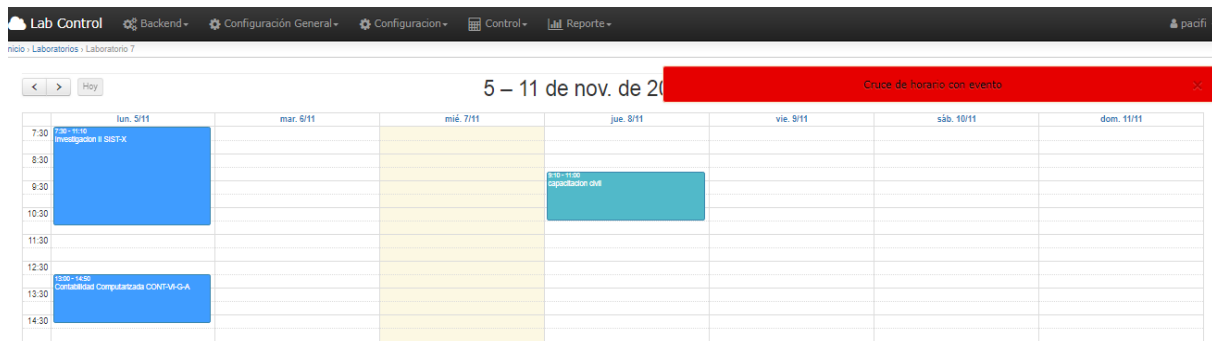 Lab Control Backend Configuración General Configuracion Control Reporte pacifi
nicio › Laboratorios › Laboratorio 7
Hoy
5 – 11 de nov. de 20
Cruce de horario con evento ×
lun. 5/11 mar. 6/11 mié. 7/11 jue. 8/11 vie. 9/11 sáb. 10/11 dom. 11/11
7:30
7:30 - 11:10
Investigacion II SIST-X
8:30
9:10 - 11:00
capacitacion civil
9:30
10:30
11:30
12:30
13:00 - 14:50
Contabilidad Computarizada CONT-VI-G-A
13:30
14:30